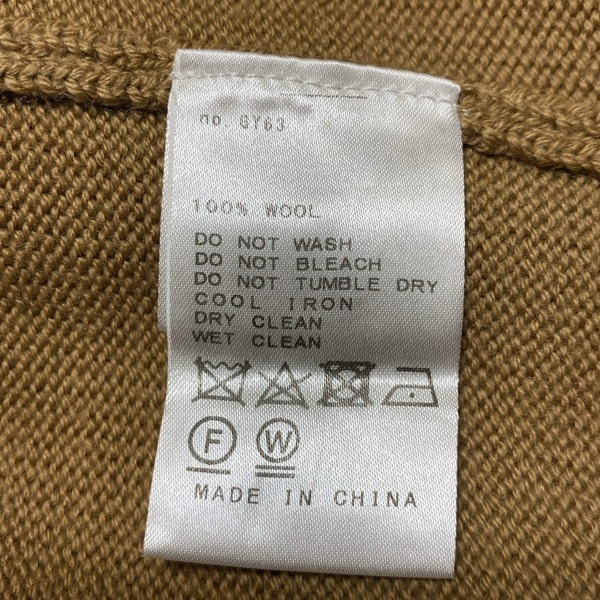 no. GY63
100% WOOL
DO NOT WASH
DO NOT BLEACH
DO NOT TUMBLE DRY
COOL IRON
DRY CLEAN
WET CLEAN
F W
MADE IN CHINA